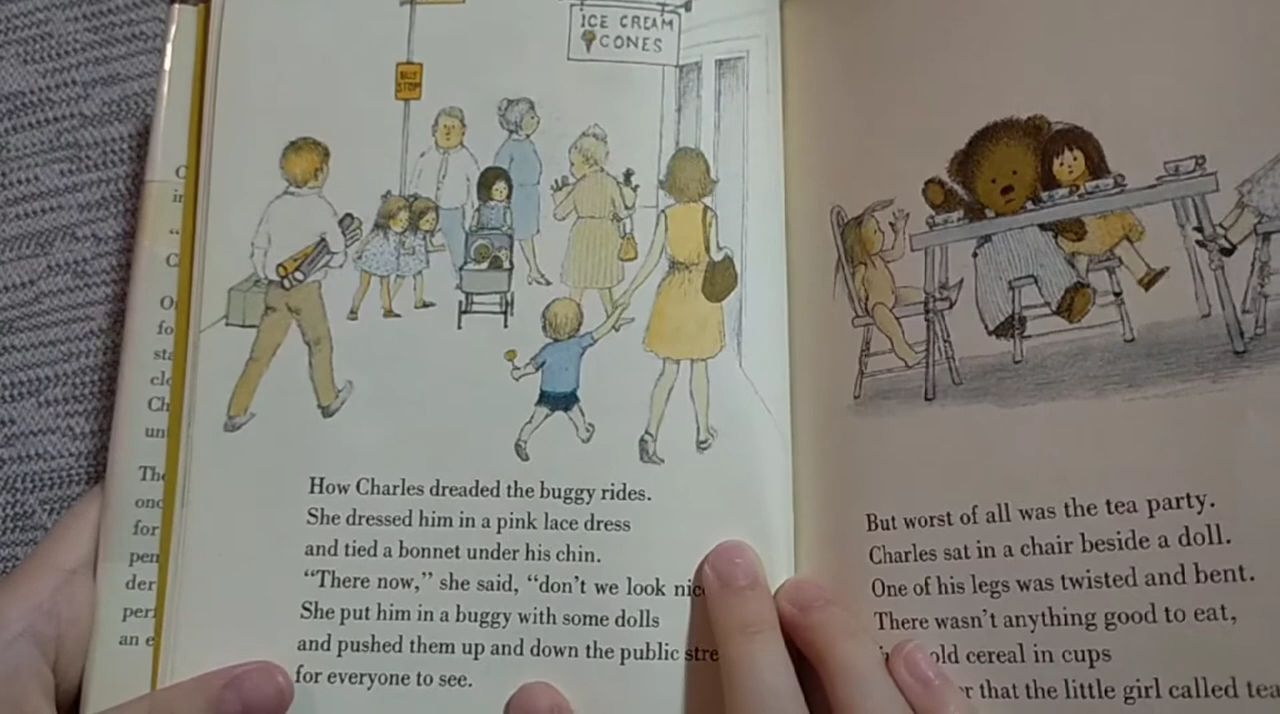 ICE CREAM
CONES
BUS
STOP
How Charles dreaded the buggy rides.
She dressed him in a pink lace dress
and tied a bonnet under his chin.
“There now,” she said, “don’t we look
She put him in a buggy with some dolls
and pushed them up and down the public
for everyone to see.
But worst of all was the tea party.
Charles sat in a chair beside a doll.
One of his legs was twisted and bent.
There wasn’t anything good to eat,
old cereal in cups
that the little girl called tea